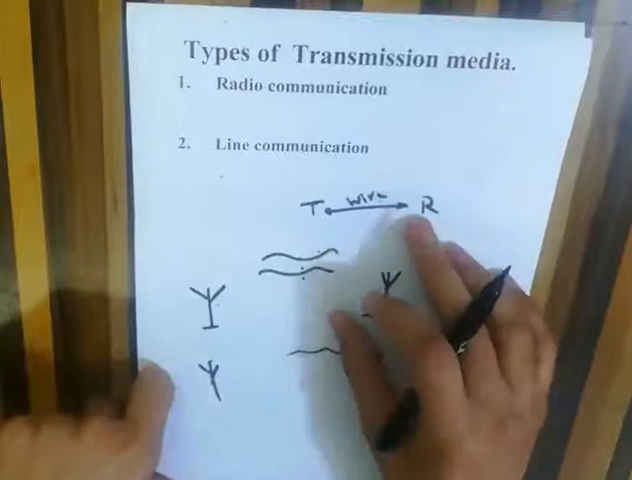 Types of Transmission media.
1. Radio communication
2. Line communication
T wire R